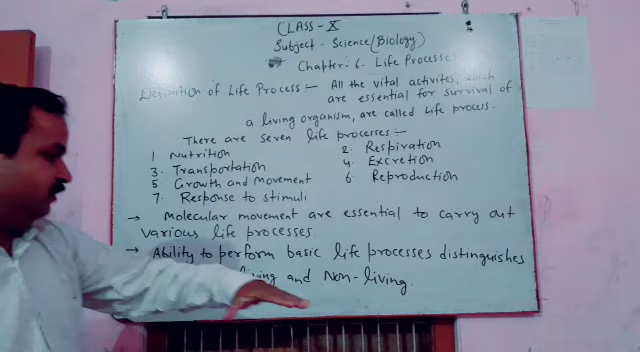 CLASS - X
Subject - Science (Biology)
Chapter: 6. Life Processes
Definition of Life Process :- All the vital activites, which
are essential for survival of
a living organism, are called Life process.
There are seven life processes :-
1 Nutrition
2. Respiration
3. Transportation
4. Excretion
5 Growth and Movement
6. Reproduction
7. Response to stimuli
→ Molecular movement are essential to carry out
various life processes.
→ Ability to perform basic life processes distinguishes
living and Non-living.